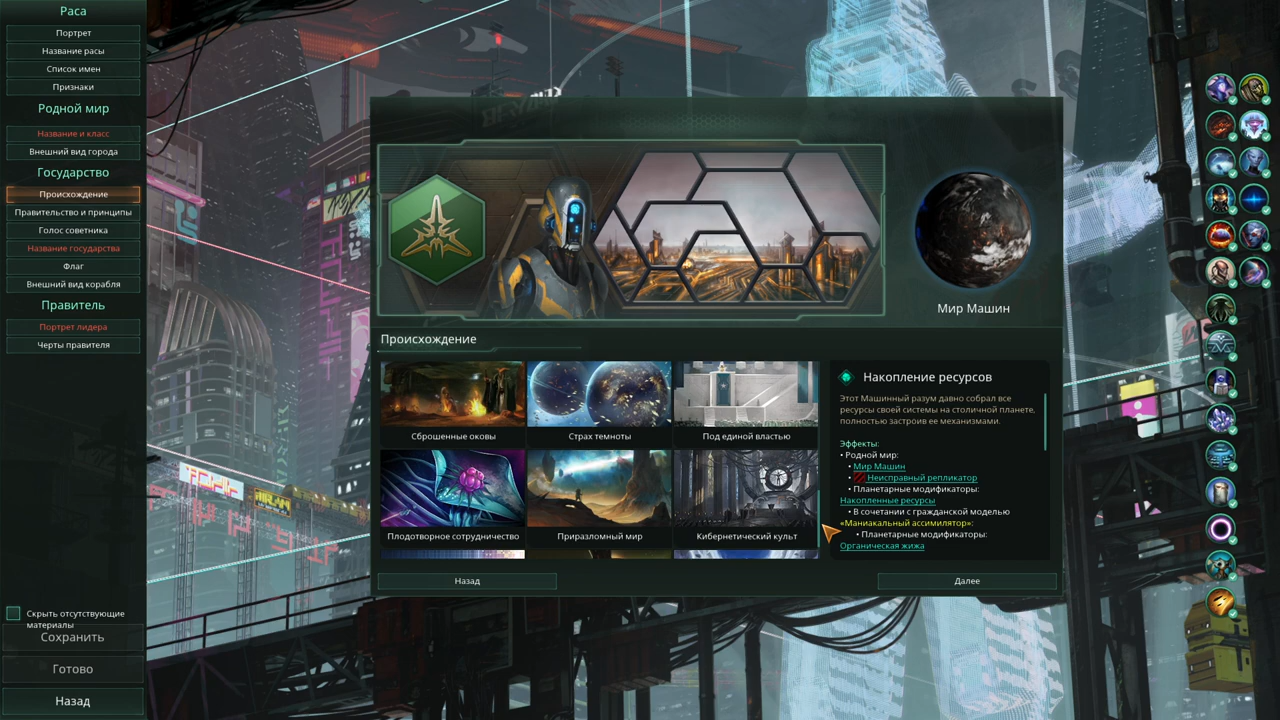 Раса
Портрет
Название расы
Список имен
Признаки
Родной мир
Название и класс
Внешний вид города
Государство
Происхождение
Правительство и принципы
Голос советника
Название государства
Флаг
Внешний вид корабля
Правитель
Портрет лидера
Черты правителя
Скрыть отсутствующие
материалы
Сохранить
Готово
Назад
Мир Машин
Происхождение
Сброшенные оковы
Страх темноты
Под единой властью
Плодотворное сотрудничество
Приразломный мир
Кибернетический культ
Накопление ресурсов
Этот Машинный разум давно собрал все
ресурсы своей системы на столичной планете,
полностью застроив ее механизмами.
Эффекты:
• Родной мир:
• Мир Машин
• Неисправный репликатор
• Планетарные модификаторы:
Накопленные ресурсы
• В сочетании с гражданской моделью
«Маниакальный ассимилятор»:
• Планетарные модификаторы:
Органическая жижа
Назад
Далее